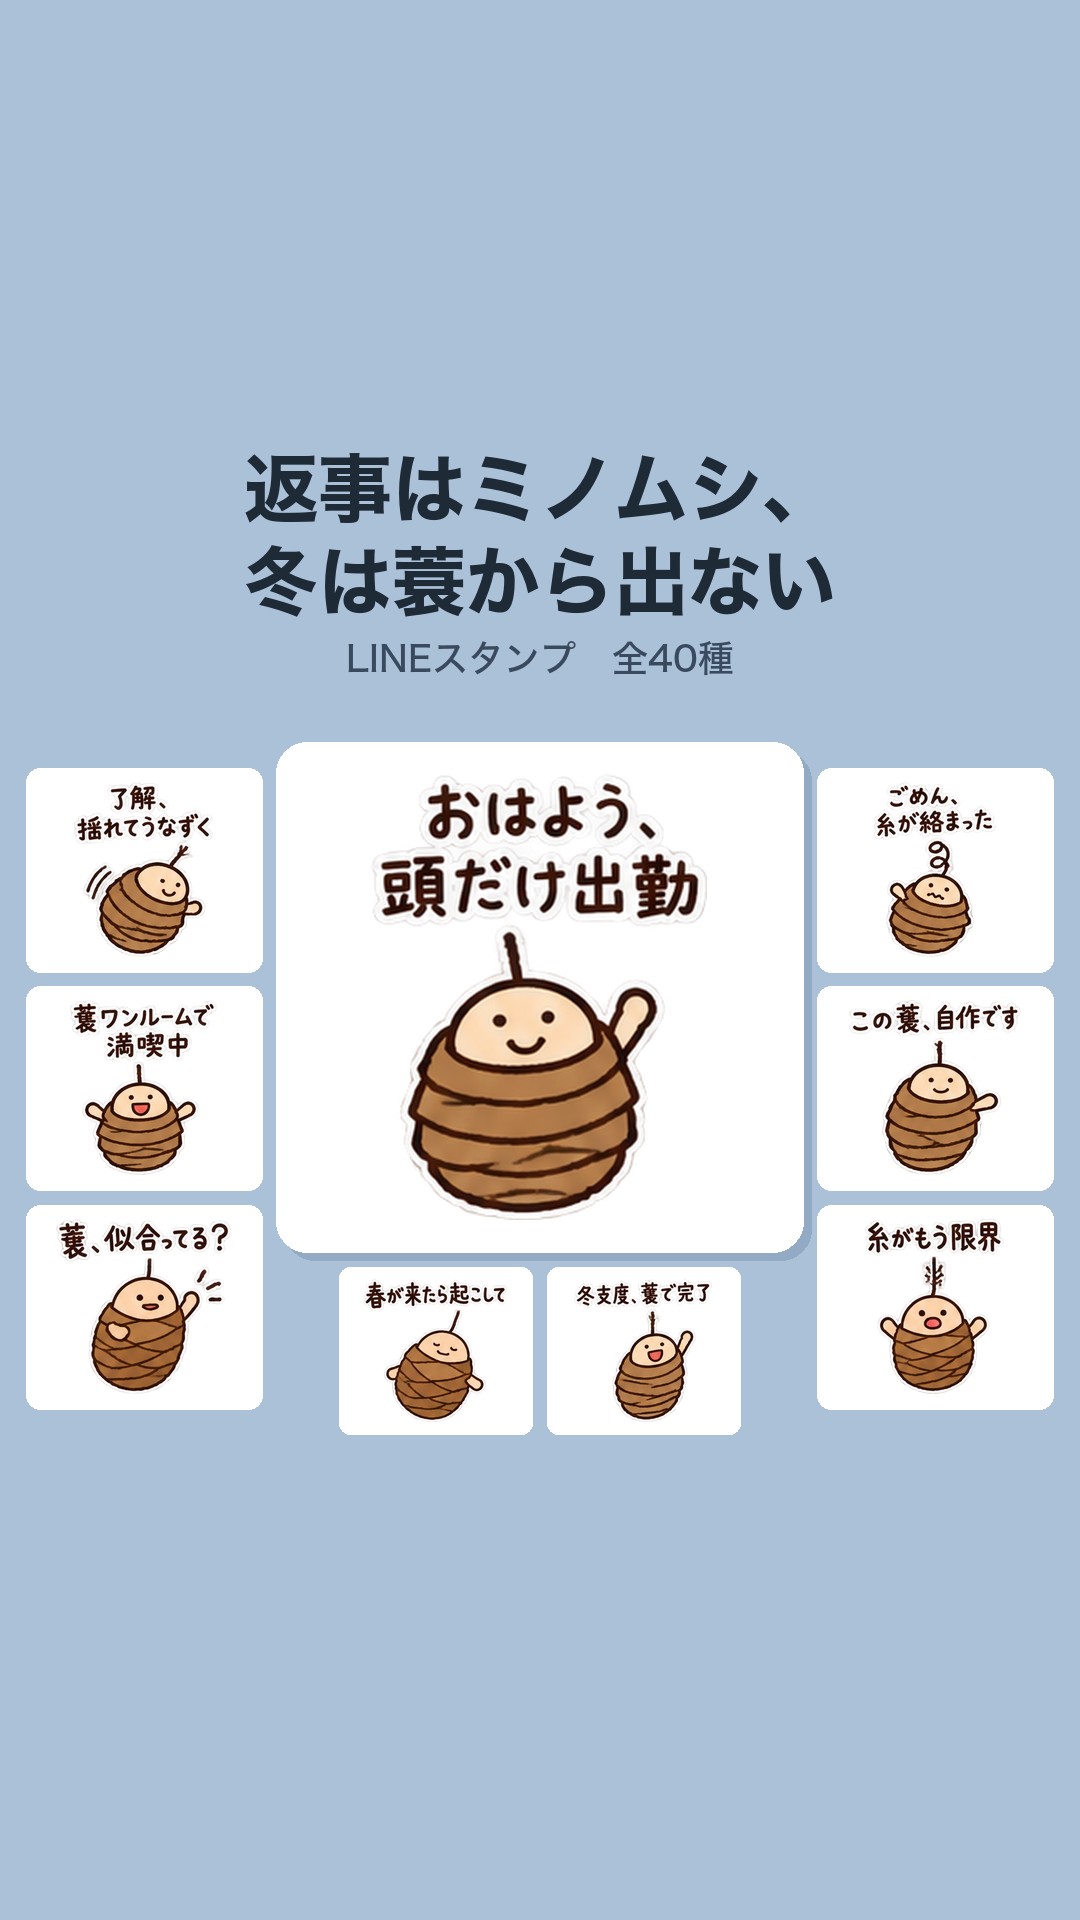 返事はミノムシ、
冬は蓑から出ない
LINEスタンプ　全40種
了解、
揺れてうなずく
おはよう、
頭だけ出勤
ごめん、
糸が絡まった
蓑ワンルームで
満喫中
この蓑、自作です
蓑、似合ってる?
糸がもう限界
春が来たら起こして
冬支度、蓑で完了